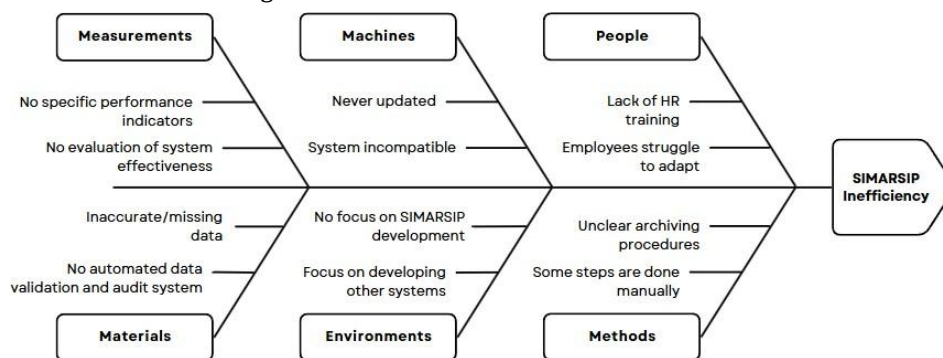 Measurements
Machines
People
No specific performance
indicators
No evaluation of system
effectiveness
Never updated
System incompatible
Lack of HR
training
Employees struggle
to adapt
SIMARSIP
Inefficiency
Inaccurate/missing
data
No automated data
validation and audit system
No focus on SIMARSIP
development
Focus on developing
other systems
Unclear archiving
procedures
Some steps are done
manually
Materials
Environments
Methods